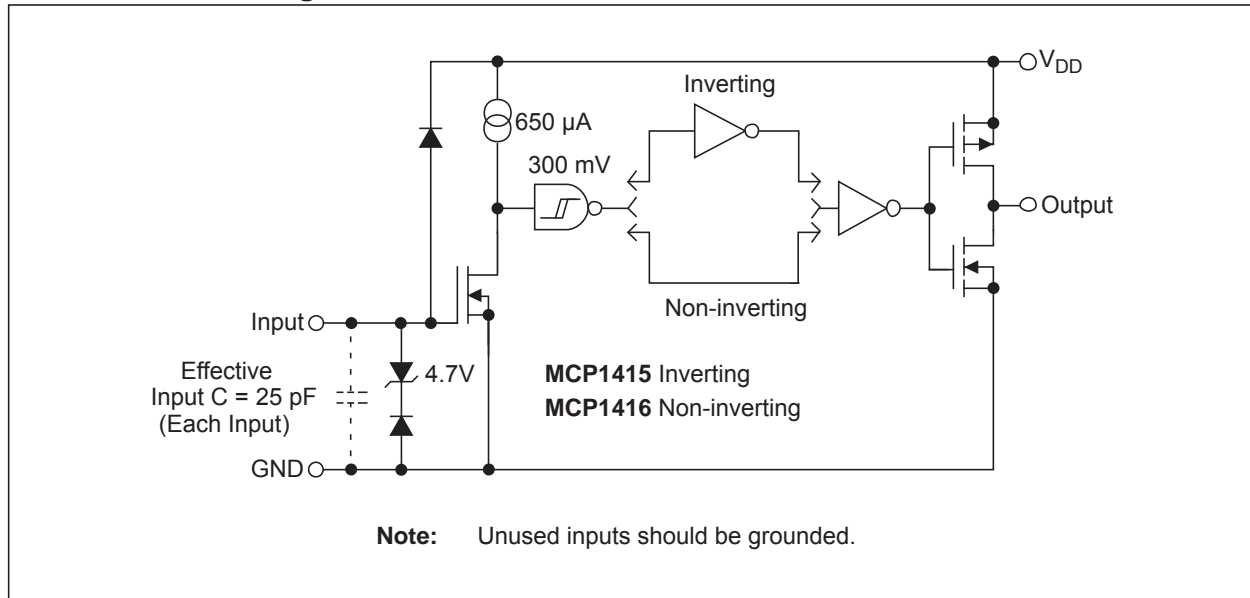 V_DD
Inverting
650 µA
300 mV
Output
Non-inverting
Input
4.7V
Effective
Input C = 25 pF
(Each Input)
MCP1415 Inverting
MCP1416 Non-inverting
GND
Note: Unused inputs should be grounded.